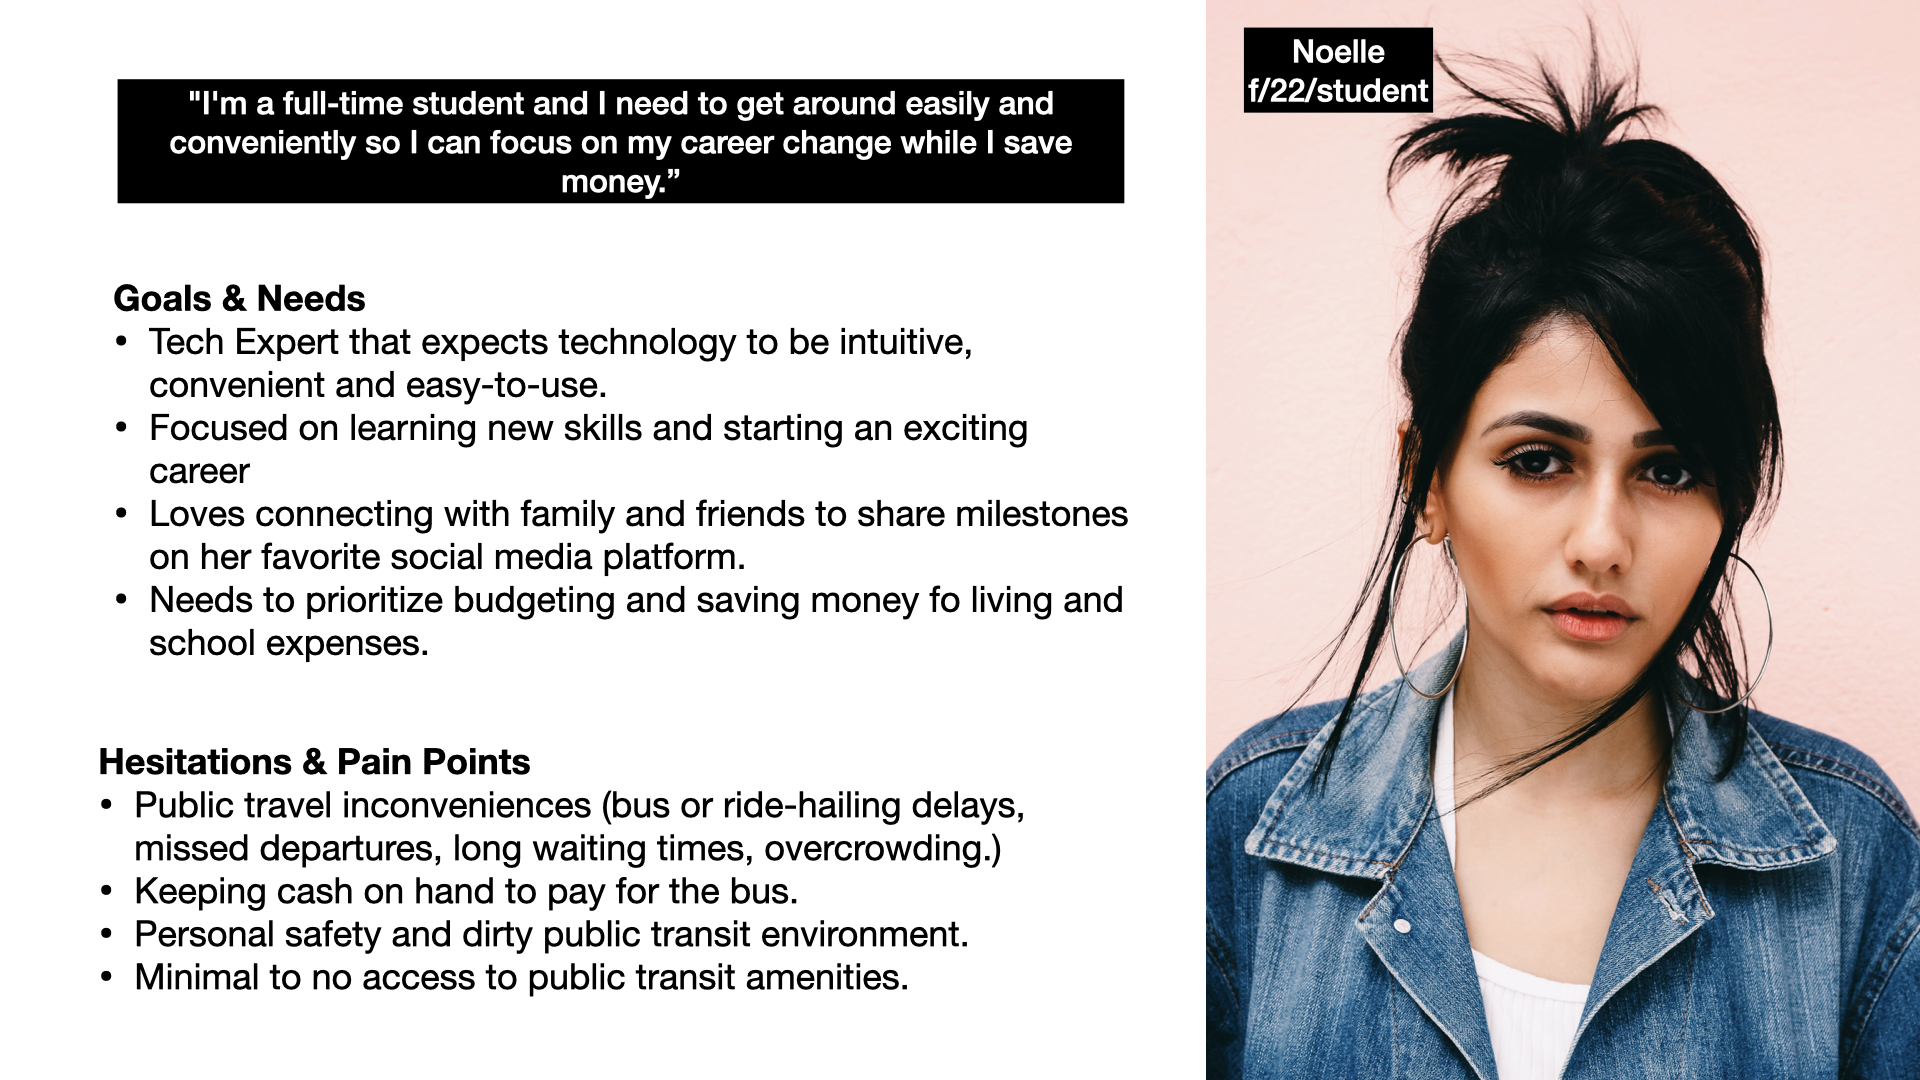 "I'm a full-time student and I need to get around easily and
conveniently so I can focus on my career change while I save
money.”
Goals & Needs
• Tech Expert that expects technology to be intuitive,
convenient and easy-to-use.
• Focused on learning new skills and starting an exciting
career
• Loves connecting with family and friends to share milestones
on her favorite social media platform.
• Needs to prioritize budgeting and saving money fo living and
school expenses.
Hesitations & Pain Points
• Public travel inconveniences (bus or ride-hailing delays,
missed departures, long waiting times, overcrowding.)
• Keeping cash on hand to pay for the bus.
• Personal safety and dirty public transit environment.
• Minimal to no access to public transit amenities.
Noelle
f/22/student